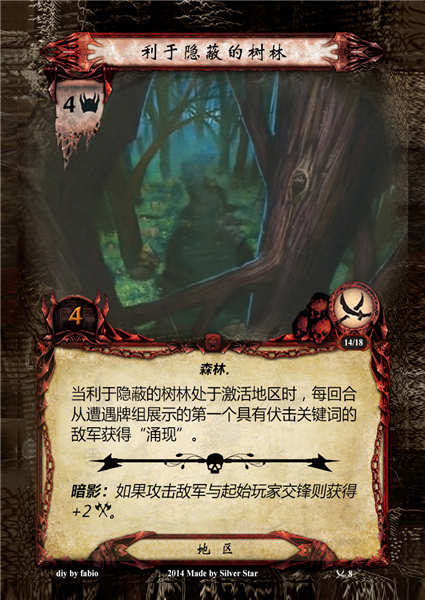 利于隐蔽的树林
4
4
14/18
森林.
当利于隐蔽的树林处于激活地区时，每回合
从遭遇牌组展示的第一个具有伏击关键词的
敌军获得“涌现”。
暗影：如果攻击敌军与起始玩家交锋则获得
+2 。
地 区
diy by fabio 2014 Made by Silver Star 8